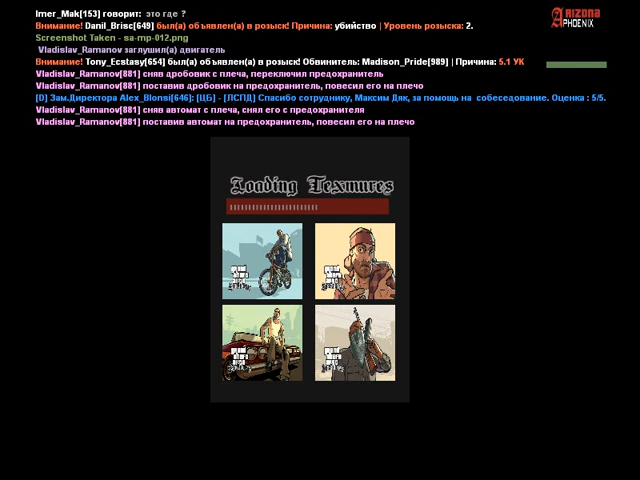 Imer_Mak[153] говорит: это где ?
Внимание! Danil_Brisc[649] был(а) объявлен(а) в розыск! Причина: убийство | Уровень розыска: 2.
Screenshot Taken - sa-mp-012.png
Vladislav_Ramanov заглушил(а) двигатель
Внимание! Tony_Ecstasy[654] был(а) объявлен(а) в розыск! Обвинитель: Madison_Pride[989] | Причина: 5.1 УК
Vladislav_Ramanov[881] сняв дробовик с плеча, переключил предохранитель
Vladislav_Ramanov[881] поставив дробовик на предохранитель, повесил его на плечо
[D] Зам.Директора Alex_Blonsi[646]: [ЦБ] - [ЛСПД] Спасибо сотруднику, Максим Дяк, за помощь на собеседование. Оценка : 5/5.
Vladislav_Ramanov[881] сняв автомат с плеча, снял его с предохранителя
Vladislav_Ramanov[881] поставив автомат на предохранитель, повесил его на плечо
ARIZONA
PHOENIX
Loading Texmures